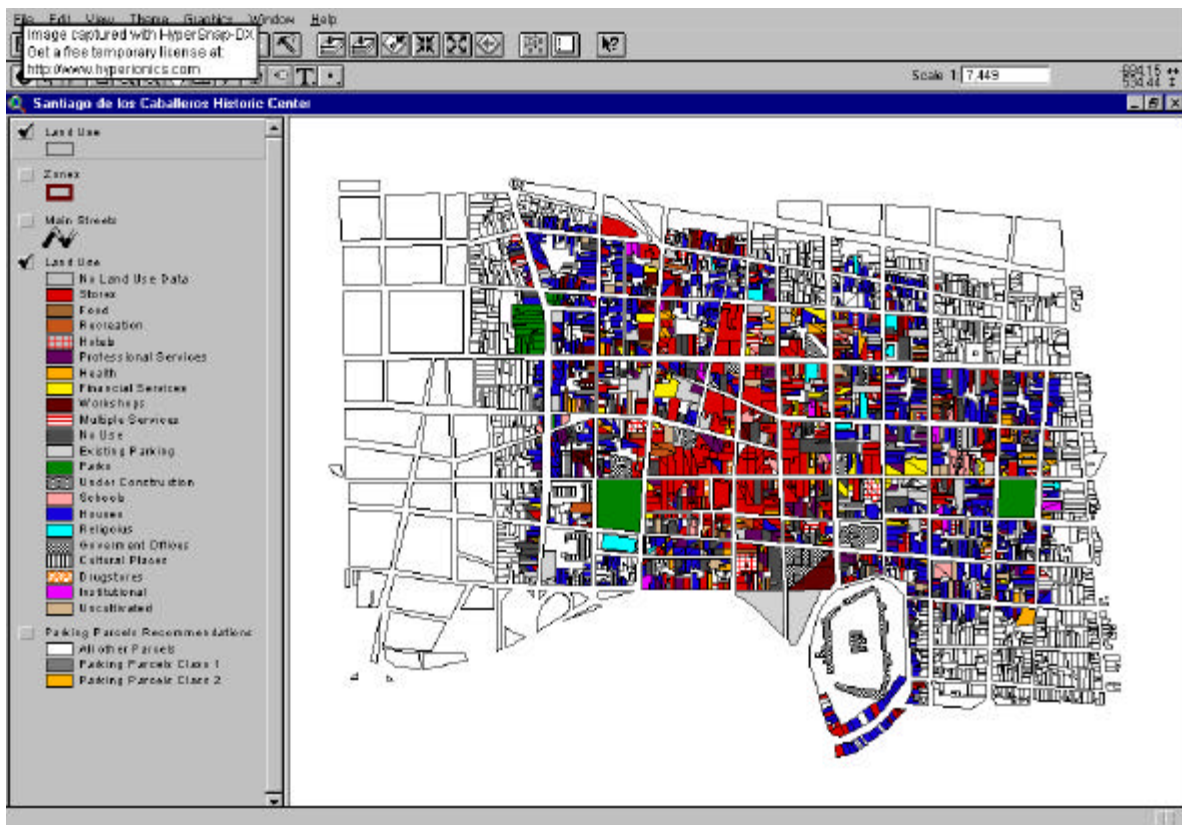 File Edit View Theme Graphics Window Help
Image captured with HyperSnap-DX
Get a free temporary license at:
http://www.hyperionics.com
Scale 1: 7,449
534.44
Santiago de los Caballeros Historic Center
Land Use
Zones
Main Streets
Land Use
No Land Use Data
Stores
Food
Recreation
Hotels
Professional Services
Health
Financial Services
Workshops
Multiple Services
No Use
Existing Parking
Parks
Under Construction
Schools
Houses
Religoius
Goverment Offices
Cultural Places
Drugstores
Institutional
Uncultivated
Parking Parcels Recommendations
All other Parcels
Parking Parcels Class 1
Parking Parcels Class 2